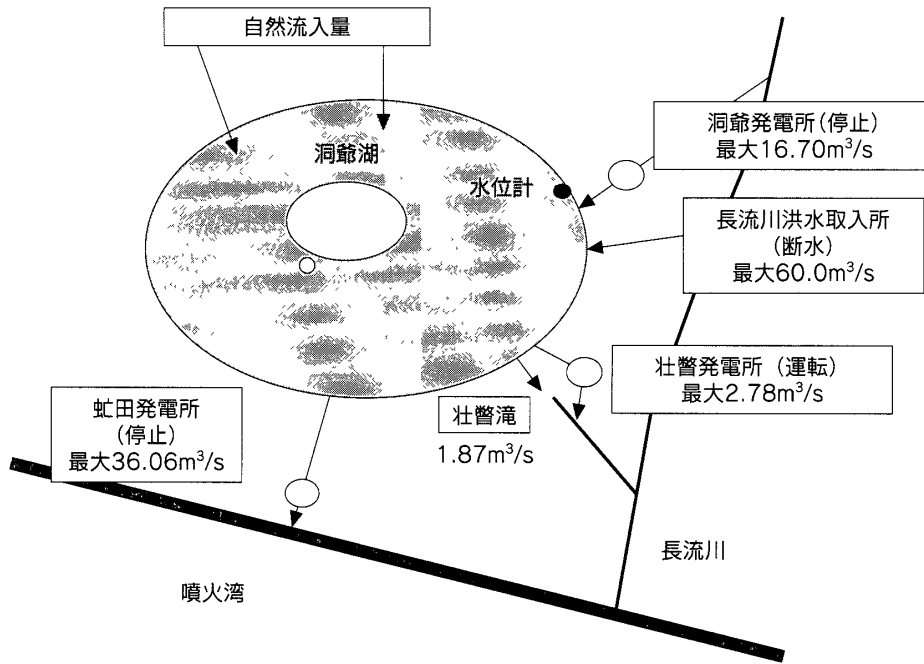 自然流入量
洞爺湖
水位計
洞爺発電所(停止)
最大16.70m³/s
長流川洪水取入所
(断水)
最大60.0m³/s
壮瞥発電所(運転)
最大2.78m³/s
壮瞥滝
1.87m³/s
虻田発電所
(停止)
最大36.06m³/s
長流川
噴火湾